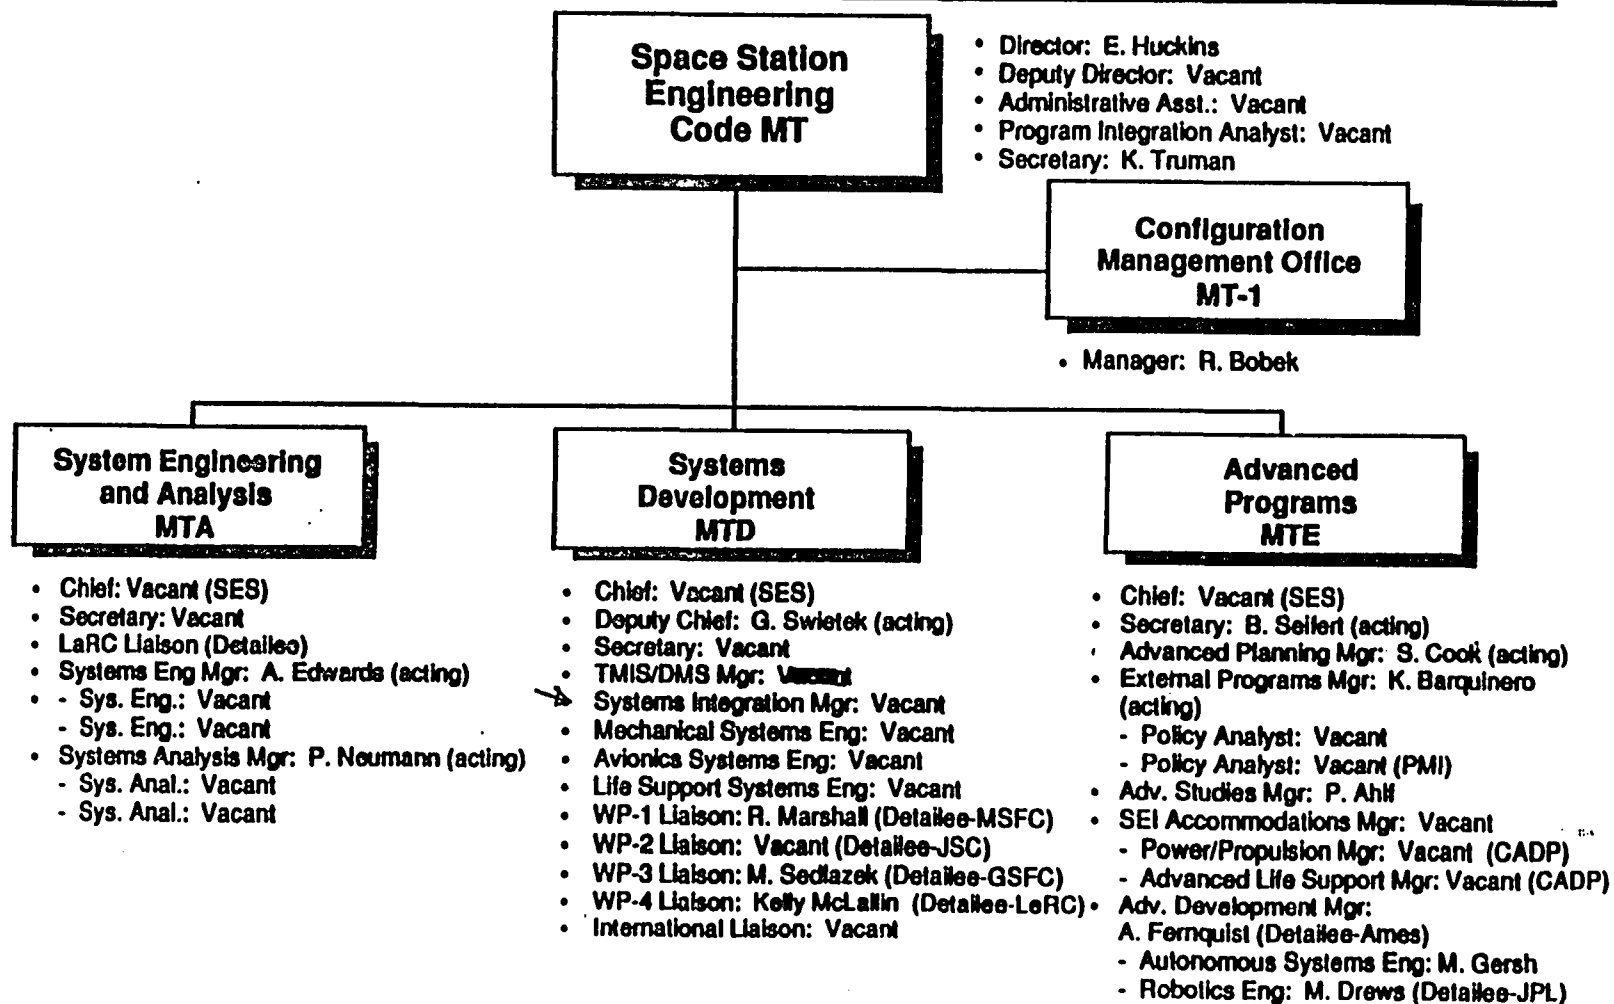 Space Station
Engineering
Code MT
• Director: E. Huckins
• Deputy Director: Vacant
• Administrative Asst.: Vacant
• Program Integration Analyst: Vacant
• Secretary: K. Truman
Configuration
Management Office
MT-1
• Manager: R. Bobek
System Engineering
and Analysis
MTA
• Chief: Vacant (SES)
• Secretary: Vacant
• LaRC Liaison (Detailee)
• Systems Eng Mgr: A. Edwards (acting)
• - Sys. Eng.: Vacant
- Sys. Eng.: Vacant
• Systems Analysis Mgr: P. Neumann (acting)
- Sys. Anal.: Vacant
- Sys. Anal.: Vacant
Systems
Development
MTD
• Chief: Vacant (SES)
• Deputy Chief: G. Swietek (acting)
• Secretary: Vacant
• TMIS/DMS Mgr: Vacant
Systems Integration Mgr: Vacant
• Mechanical Systems Eng: Vacant
• Avionics Systems Eng: Vacant
• Life Support Systems Eng: Vacant
• WP-1 Liaison: R. Marshall (Detailee-MSFC)
• WP-2 Liaison: Vacant (Detailee-JSC)
• WP-3 Liaison: M. Sedlazek (Detailee-GSFC)
• WP-4 Liaison: Kelly McLallin (Detailee-LeRC)
• International Liaison: Vacant
Advanced
Programs
MTE
• Chief: Vacant (SES)
• Secretary: B. Seifert (acting)
• Advanced Planning Mgr: S. Cook (acting)
• External Programs Mgr: K. Barquinero
(acting)
- Policy Analyst: Vacant
- Policy Analyst: Vacant (PMI)
• Adv. Studies Mgr: P. Ahlf
• SEI Accommodations Mgr: Vacant
- Power/Propulsion Mgr: Vacant (CADP)
- Advanced Life Support Mgr: Vacant (CADP)
• Adv. Development Mgr:
A. Fernquist (Detailee-Ames)
- Autonomous Systems Eng: M. Gersh
- Robotics Eng: M. Drews (Detailee-JPL)